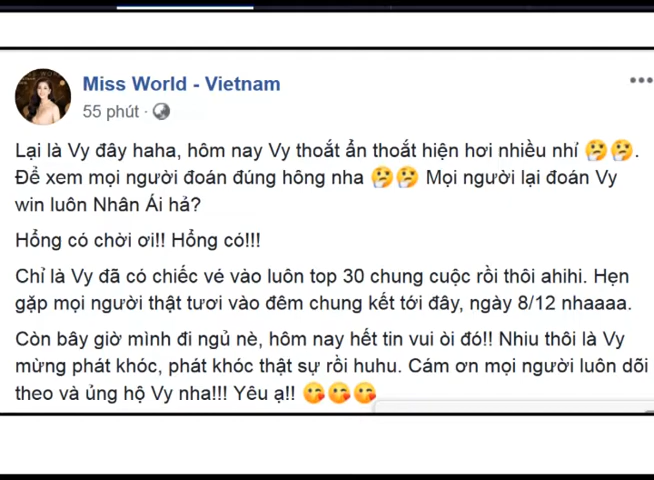 Miss World - Vietnam
55 phút ·
Lại là Vy đây haha, hôm nay Vy thoắt ẩn thoắt hiện hơi nhiều nhí 🤔🤔.
Để xem mọi người đoán đúng hông nha 🤔🤔 Mọi người lại đoán Vy
win luôn Nhân Ái hả?
Hổng có chời ơi!! Hổng có!!!
Chỉ là Vy đã có chiếc vé vào luôn top 30 chung cuộc rồi thôi ahihi. Hẹn
gặp mọi người thật tươi vào đêm chung kết tới đây, ngày 8/12 nhaaaa.
Còn bây giờ mình đi ngủ nè, hôm nay hết tin vui òi đó!! Nhiu thôi là Vy
mừng phát khóc, phát khóc thật sự rồi huhu. Cám ơn mọi người luôn dõi
theo và ủng hộ Vy nha!!! Yêu ạ!! 😘😘😘